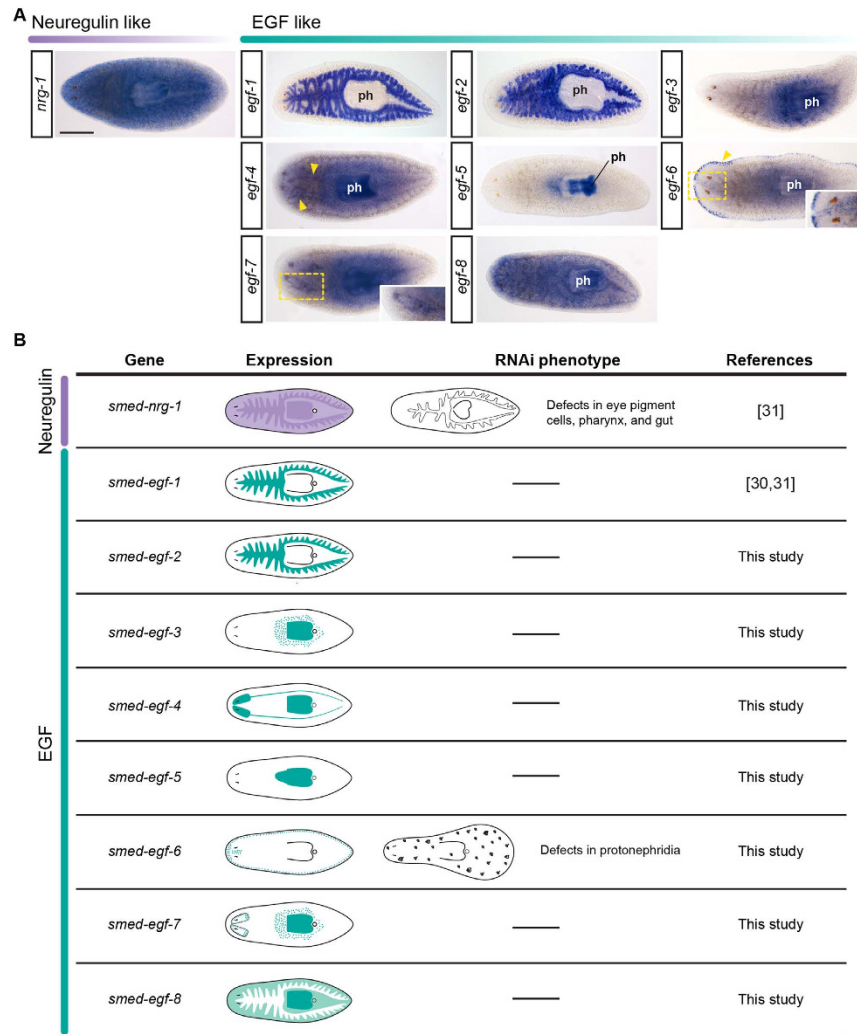 A
Neuregulin like
EGF like
nrg-1
egf-1
ph
egf-2
ph
egf-3
ph
egf-4
ph
egf-5
ph
egf-6
ph
egf-7
egf-8
ph
B
Gene Expression RNAi phenotype References
Neuregulin
smed-nrg-1
Defects in eye pigment
cells, pharynx, and gut
[31]
EGF
smed-egf-1 [30,31]
smed-egf-2 This study
smed-egf-3 This study
smed-egf-4 This study
smed-egf-5 This study
smed-egf-6 Defects in protonephridia This study
smed-egf-7 This study
smed-egf-8 This study